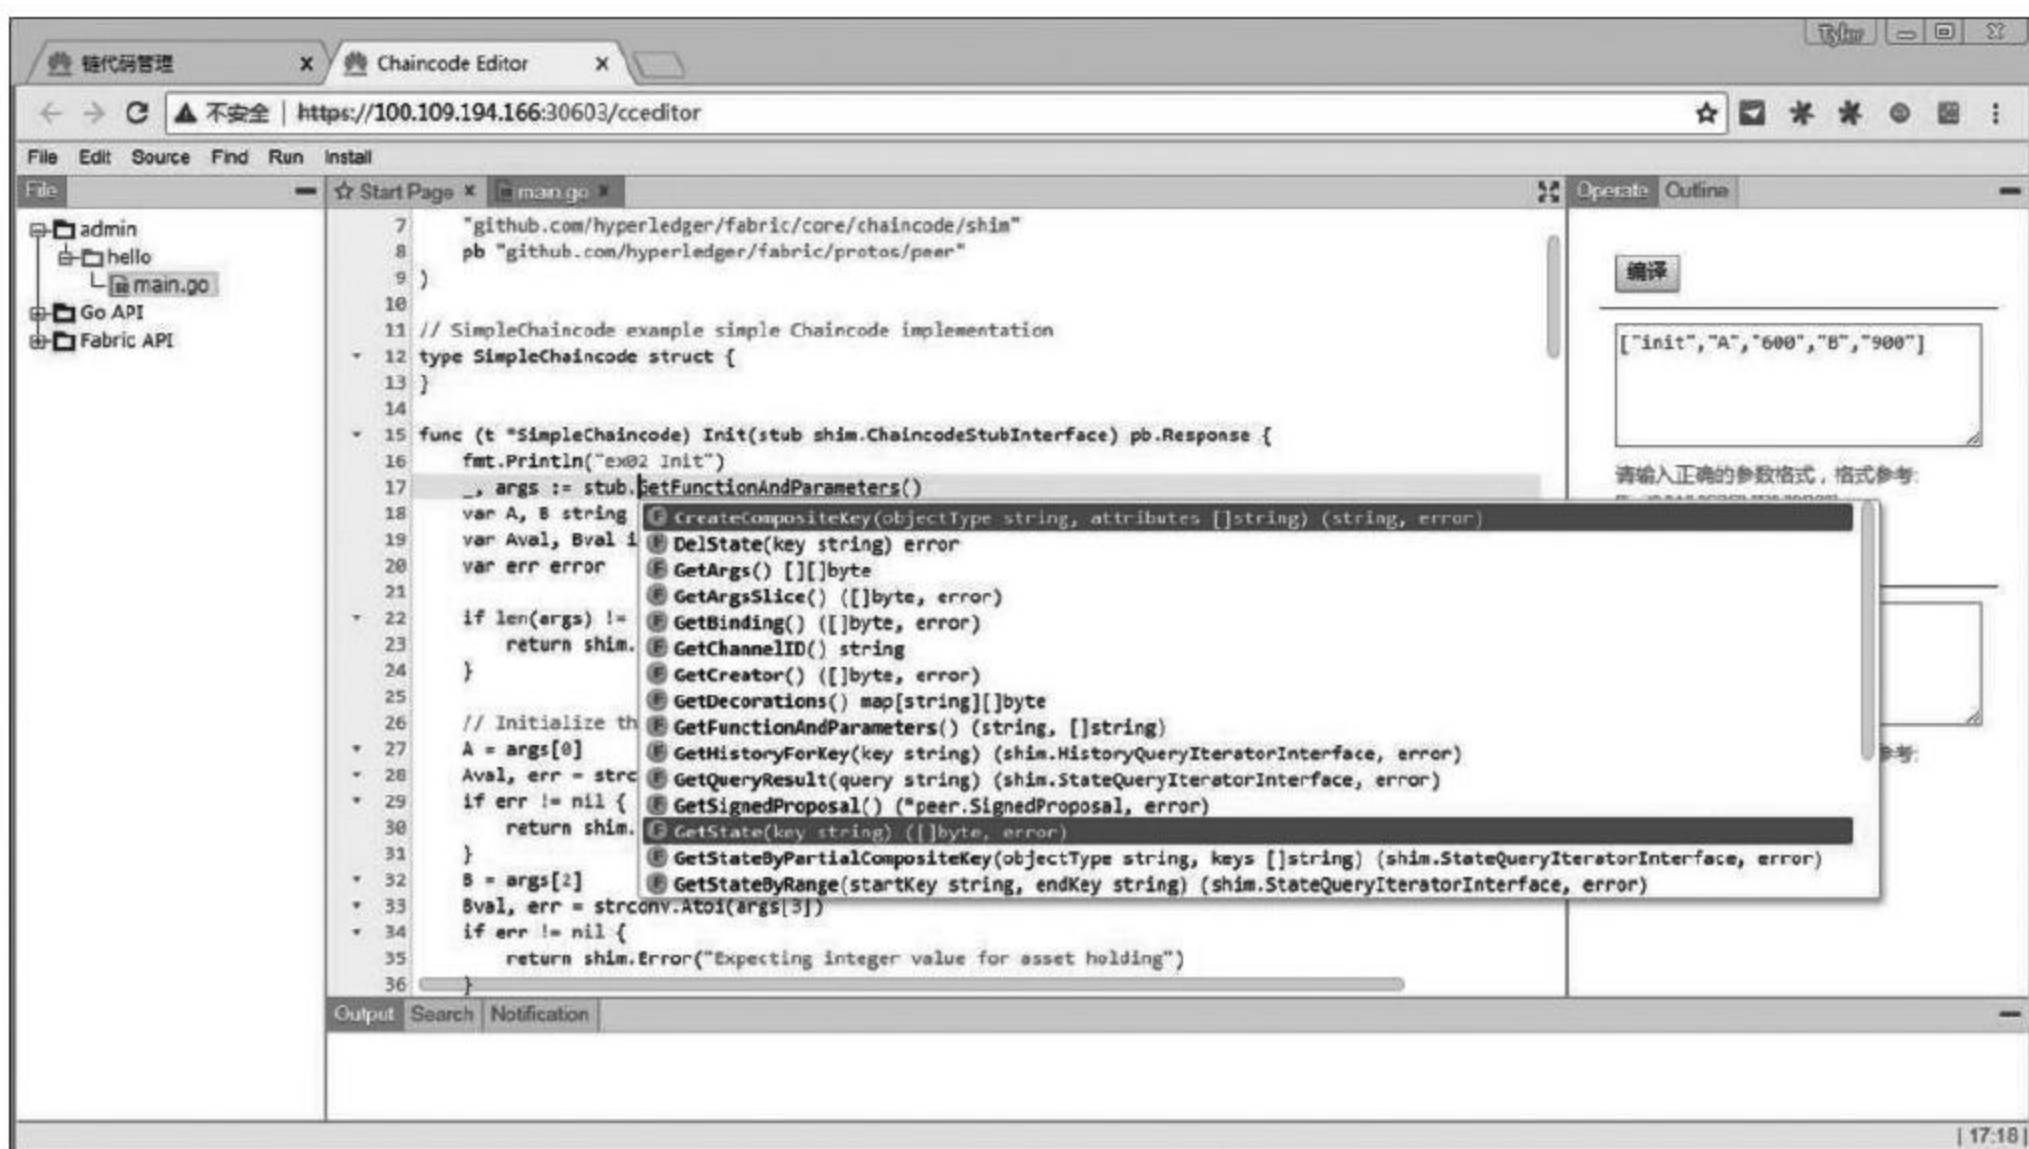 Tyler
链代码管理 x Chaincode Editor x
不安全 | https://100.109.194.166:30603/cceditor
File Edit Source Find Run Install
File
admin
hello
main.go
Go API
Fabric API
Start Page x main.go x
7 "github.com/hyperledger/fabric/core/chaincode/shim"
8 pb "github.com/hyperledger/fabric/protos/peer"
9 )
10
11 // SimpleChaincode example simple Chaincode implementation
12 type SimpleChaincode struct {
13 }
14
15 func (t *SimpleChaincode) Init(stub shim.ChaincodeStubInterface) pb.Response {
16 fmt.Println("ex02 Init")
17 _, args := stub.GetFunctionAndParameters()
18 var A, B string
19 var Aval, Bval i
20 var err error
21
22 if len(args) !=
23 return shim.
24 }
25
26 // Initialize th
27 A = args[0]
28 Aval, err = strc
29 if err != nil {
30 return shim.
31 }
32 B = args[2]
33 Bval, err = strconv.Atoi(args[3])
34 if err != nil {
35 return shim.Error("Expecting integer value for asset holding")
36 }
CreateCompositeKey(objectType string, attributes []string) (string, error)
DelState(key string) error
GetArgs() [][]byte
GetArgsSlice() ([]byte, error)
GetBinding() ([]byte, error)
GetChannelID() string
GetCreator() ([]byte, error)
GetDecorations() map[string][]byte
GetFunctionAndParameters() (string, []string)
GetHistoryForKey(key string) (shim.HistoryQueryIteratorInterface, error)
GetQueryResult(query string) (shim.StateQueryIteratorInterface, error)
GetSignedProposal() (*peer.SignedProposal, error)
GetState(key string) ([]byte, error)
GetStateByPartialCompositeKey(objectType string, keys []string) (shim.StateQueryIteratorInterface, error)
GetStateByRange(startKey string, endKey string) (shim.StateQueryIteratorInterface, error)
Operate Outline
编译
["init","A","600","B","900"]
请输入正确的参数格式，格式参考:
参考:
Output Search Notification
17:18